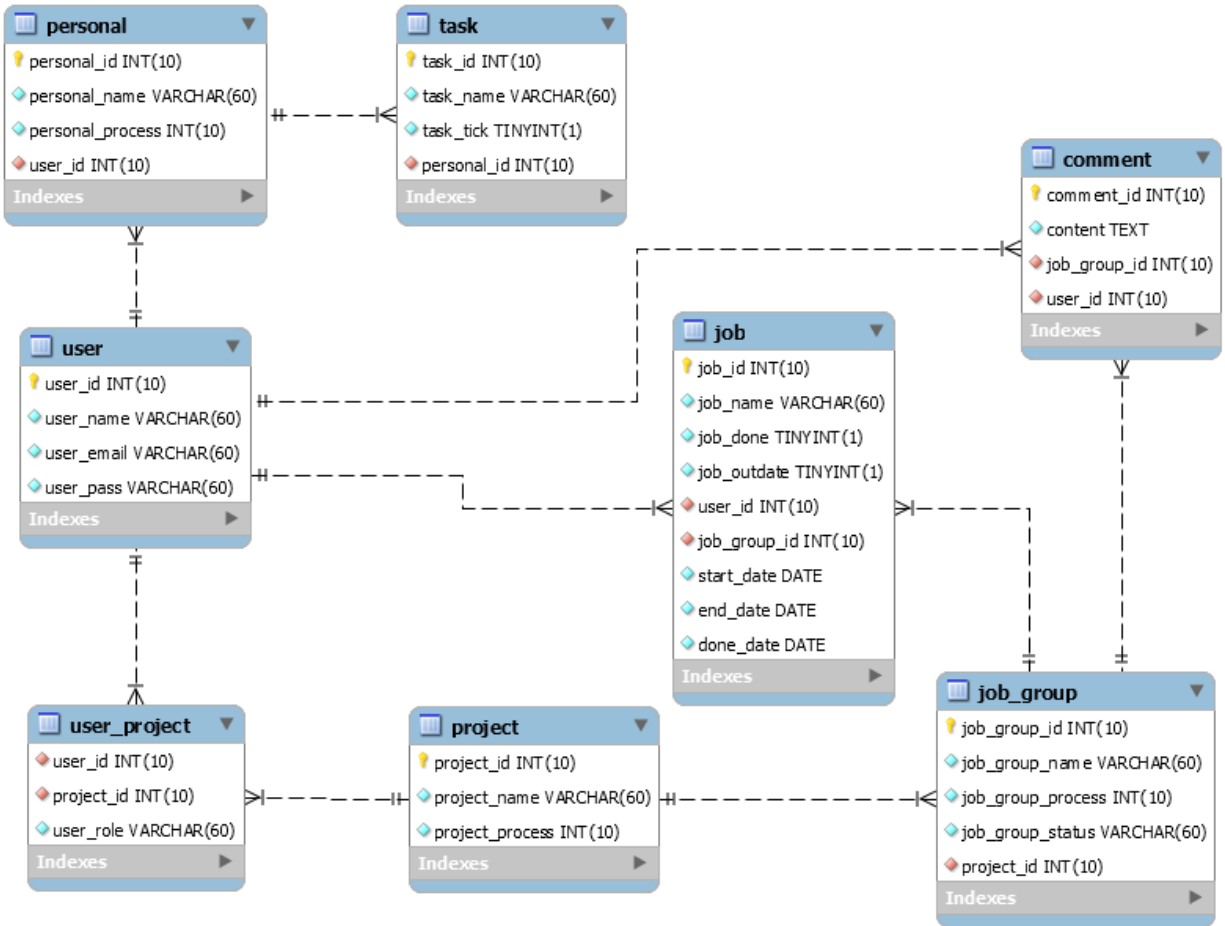 personal
personal_id INT(10)
personal_name VARCHAR(60)
personal_process INT(10)
user_id INT(10)
Indexes
task
task_id INT(10)
task_name VARCHAR(60)
task_tick TINYINT(1)
personal_id INT(10)
Indexes
comment
comment_id INT(10)
content TEXT
job_group_id INT(10)
user_id INT(10)
Indexes
user
user_id INT(10)
user_name VARCHAR(60)
user_email VARCHAR(60)
user_pass VARCHAR(60)
Indexes
job
job_id INT(10)
job_name VARCHAR(60)
job_done TINYINT(1)
job_outdate TINYINT(1)
user_id INT(10)
job_group_id INT(10)
start_date DATE
end_date DATE
done_date DATE
Indexes
user_project
user_id INT(10)
project_id INT(10)
user_role VARCHAR(60)
Indexes
project
project_id INT(10)
project_name VARCHAR(60)
project_process INT(10)
Indexes
job_group
job_group_id INT(10)
job_group_name VARCHAR(60)
job_group_process INT(10)
job_group_status VARCHAR(60)
project_id INT(10)
Indexes